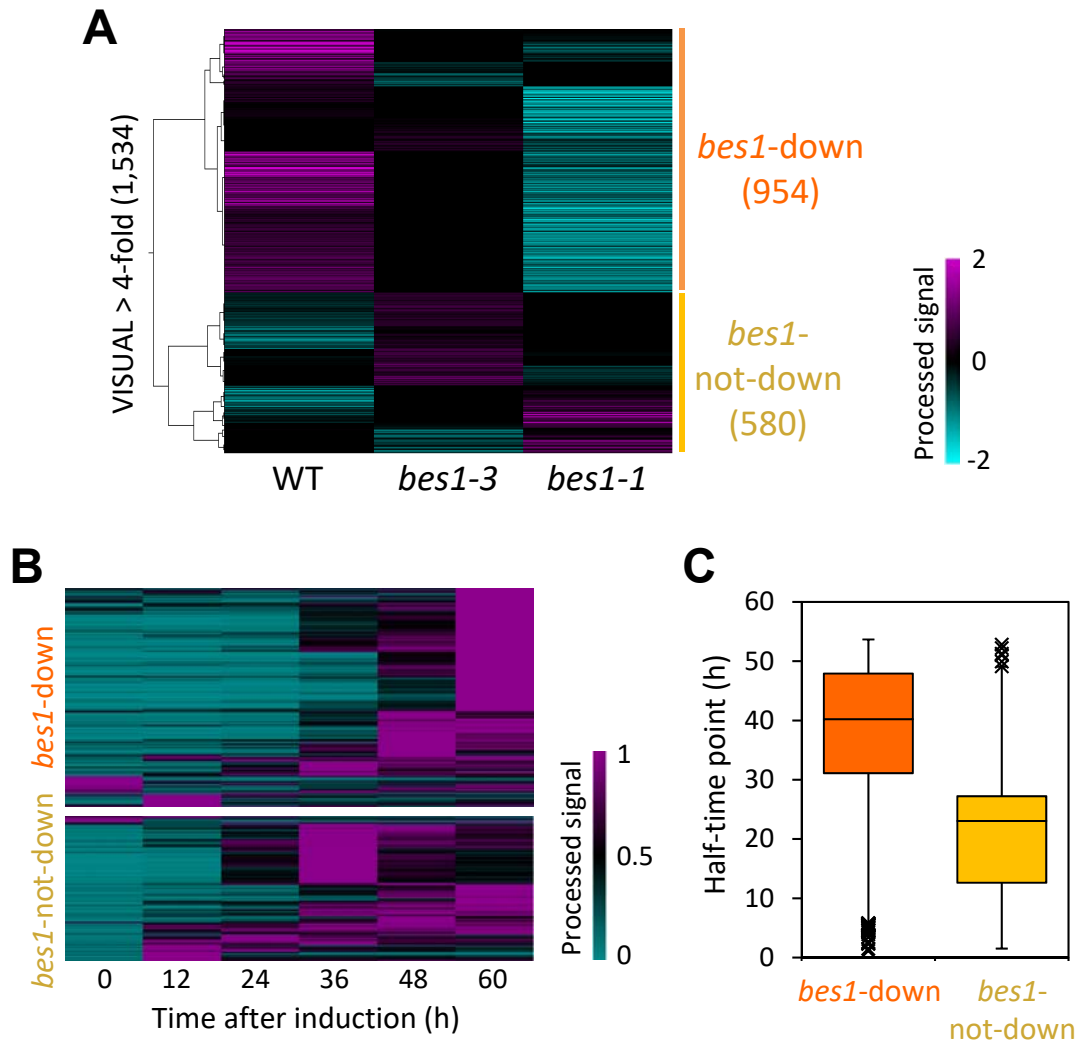 A
VISUAL > 4-fold (1,534)
bes1-down
(954)
bes1-
not-down
(580)
WT
bes1-3
bes1-1
Processed signal
2
0
-2
B
bes1-down
bes1-not-down
0
12
24
36
48
60
Time after induction (h)
Processed signal
1
0.5
0
C
Half-time point (h)
60
50
40
30
20
10
0
bes1-down
bes1-
not-down